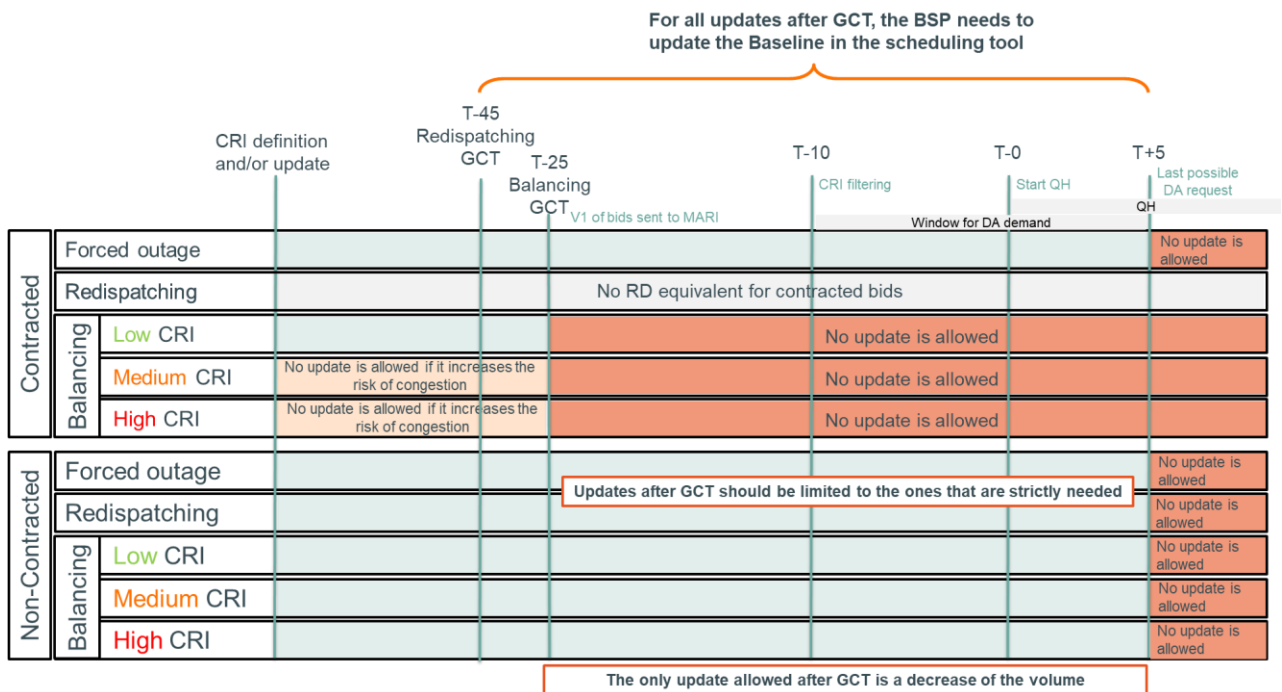 For all updates after GCT, the BSP needs to
update the Baseline in the scheduling tool
CRI definition
and/or update
T-45
Redispatching
GCT
T-25
Balancing
GCT
V1 of bids sent to MARI
T-10
CRI filtering
T-0
Start QH
T+5
Last possible
DA request
QH
Window for DA demand
Contracted
Forced outage
No update is
allowed
Redispatching
No RD equivalent for contracted bids
Balancing
Low CRI
No update is allowed
Medium CRI
No update is allowed if it increases the
risk of congestion
No update is allowed
High CRI
No update is allowed if it increases the
risk of congestion
No update is allowed
Non-Contracted
Forced outage
No update is
allowed
Updates after GCT should be limited to the ones that are strictly needed
Redispatching
No update is
allowed
Balancing
Low CRI
No update is
allowed
Medium CRI
No update is
allowed
High CRI
No update is
allowed
The only update allowed after GCT is a decrease of the volume